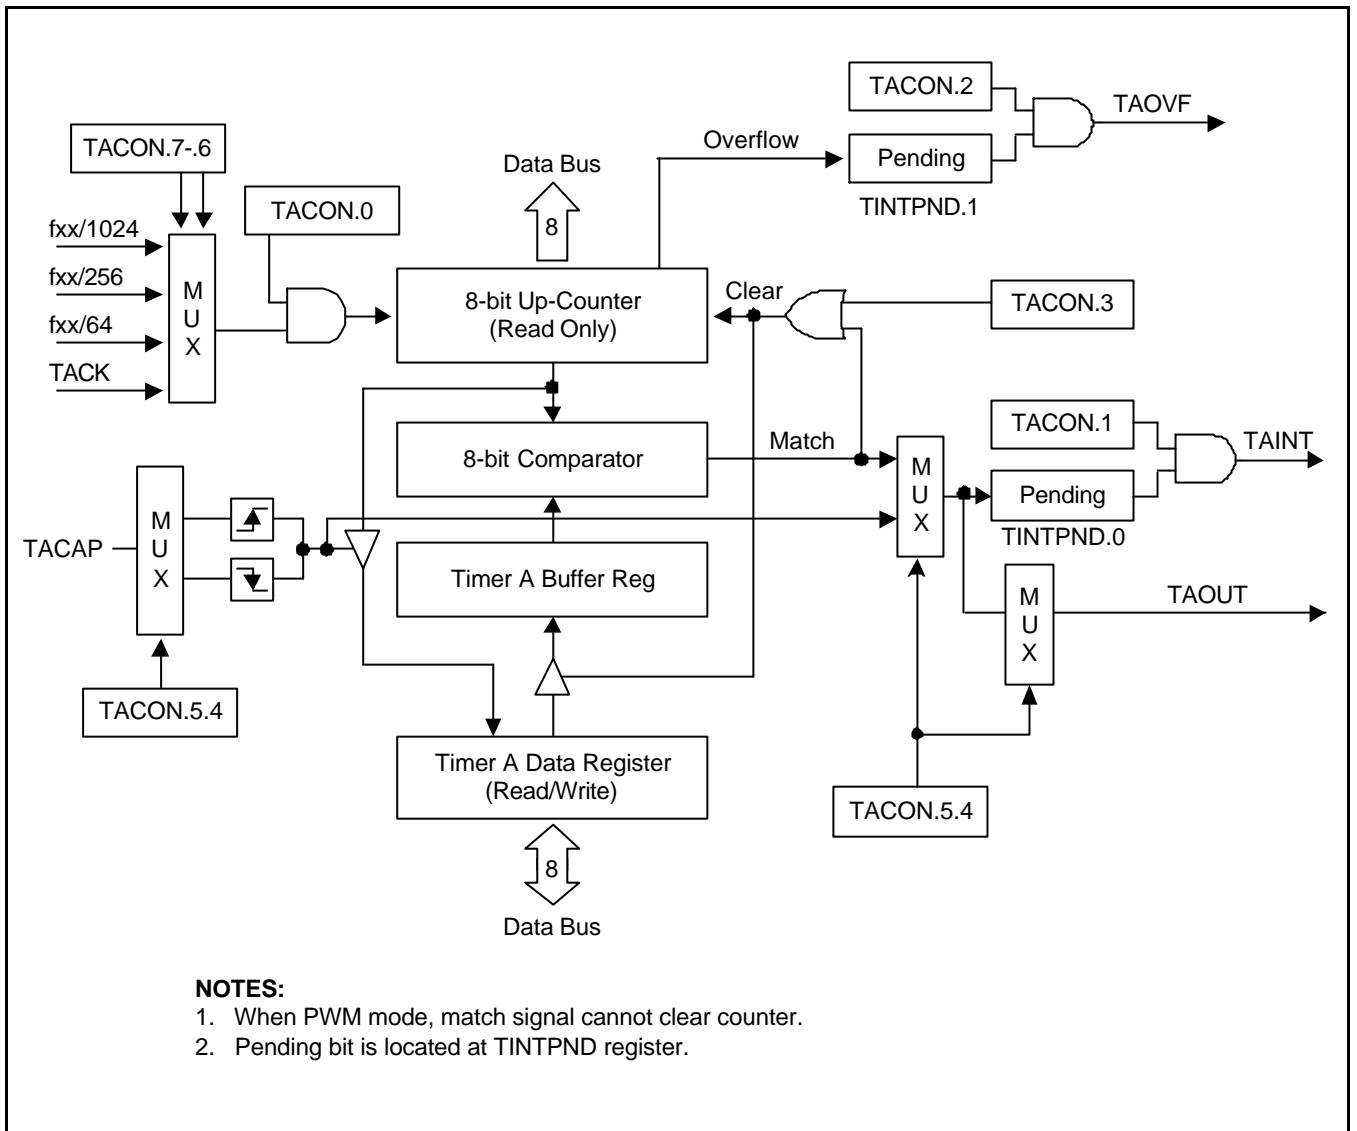 TACON.2
TAOVF
TACON.7-.6
Overflow
Pending
Data Bus
TINTPND.1
TACON.0
8
fxx/1024
fxx/256
fxx/64
TACK
M
U
X
8-bit Up-Counter
(Read Only)
Clear
TACON.3
TACON.1
TAINT
8-bit Comparator
Match
M
U
X
Pending
TINTPND.0
TACAP
M
U
X
Timer A Buffer Reg
M
U
X
TAOUT
TACON.5.4
Timer A Data Register
(Read/Write)
TACON.5.4
8
Data Bus
NOTES:
1. When PWM mode, match signal cannot clear counter.
2. Pending bit is located at TINTPND register.